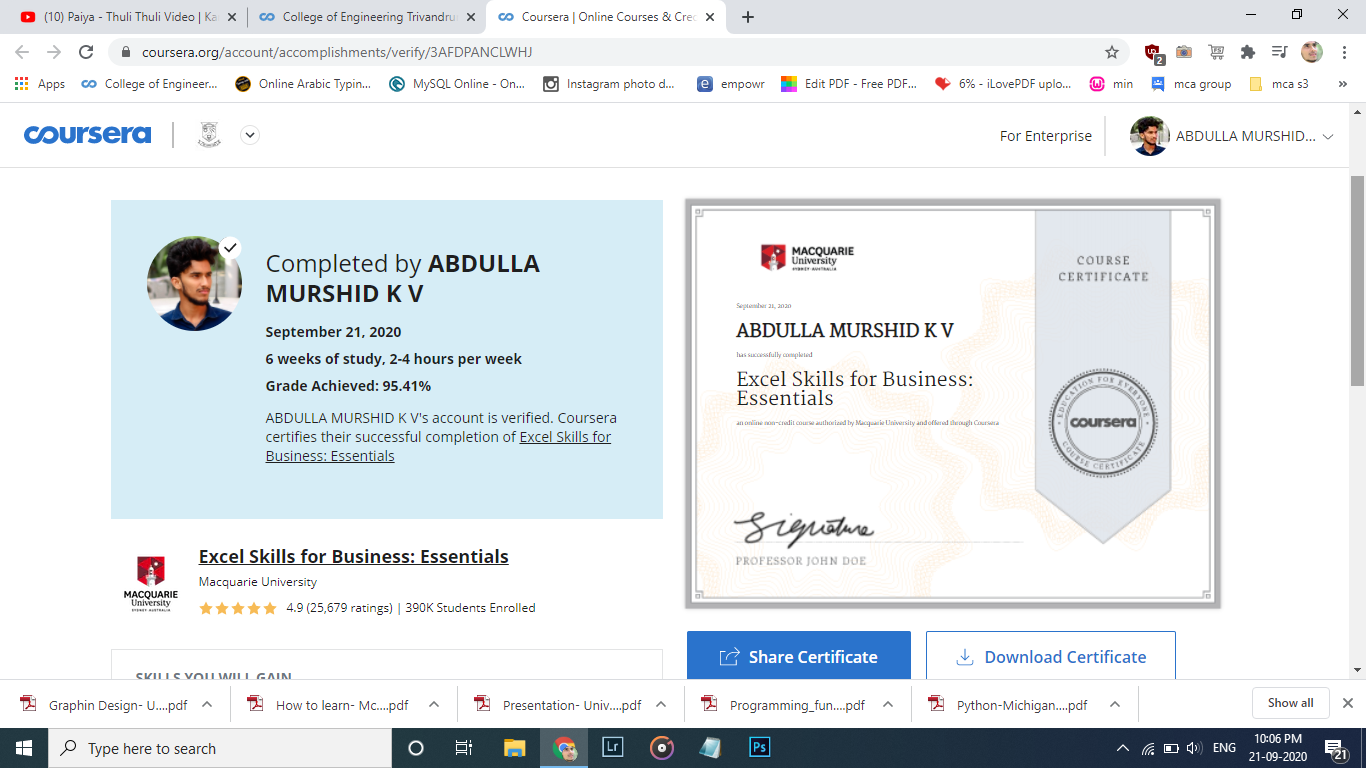 (10) Paiya - Thuli Thuli Video | Ka
College of Engineering Trivandru
Coursera | Online Courses & Cre
coursera.org/account/accomplishments/verify/3AFDPANCLWHJ
2
Apps
College of Engineer...
Online Arabic Typin...
MySQL Online - On...
Instagram photo d...
empowr
Edit PDF - Free PDF...
6% - iLovePDF uplo...
min
mca group
mca s3
»
coursera
For Enterprise
ABDULLA MURSHID...
Completed by ABDULLA
MURSHID K V
September 21, 2020
6 weeks of study, 2-4 hours per week
Grade Achieved: 95.41%
ABDULLA MURSHID K V's account is verified. Coursera
certifies their successful completion of Excel Skills for
Business: Essentials
MACQUARIE
University
SYDNEY·AUSTRALIA
September 21, 2020
ABDULLA MURSHID K V
has successfully completed
Excel Skills for Business:
Essentials
an online non-credit course authorized by Macquarie University and offered through Coursera
Signature
PROFESSOR JOHN DOE
COURSE
CERTIFICATE
EDUCATION FOR EVERYONE
coursera
COURSE CERTIFICATE
MACQUARIE
University
SYDNEY·AUSTRALIA
Excel Skills for Business: Essentials
Macquarie University
4.9 (25,679 ratings) | 390K Students Enrolled
SKILLS YOU WILL GAIN
Share Certificate
Download Certificate
Graphin Design- U....pdf
How to learn- Mc....pdf
Presentation- Univ....pdf
Programming_fun....pdf
Python-Michigan....pdf
Show all
Type here to search
Lr
Ps
ENG
10:06 PM
21-09-2020
21